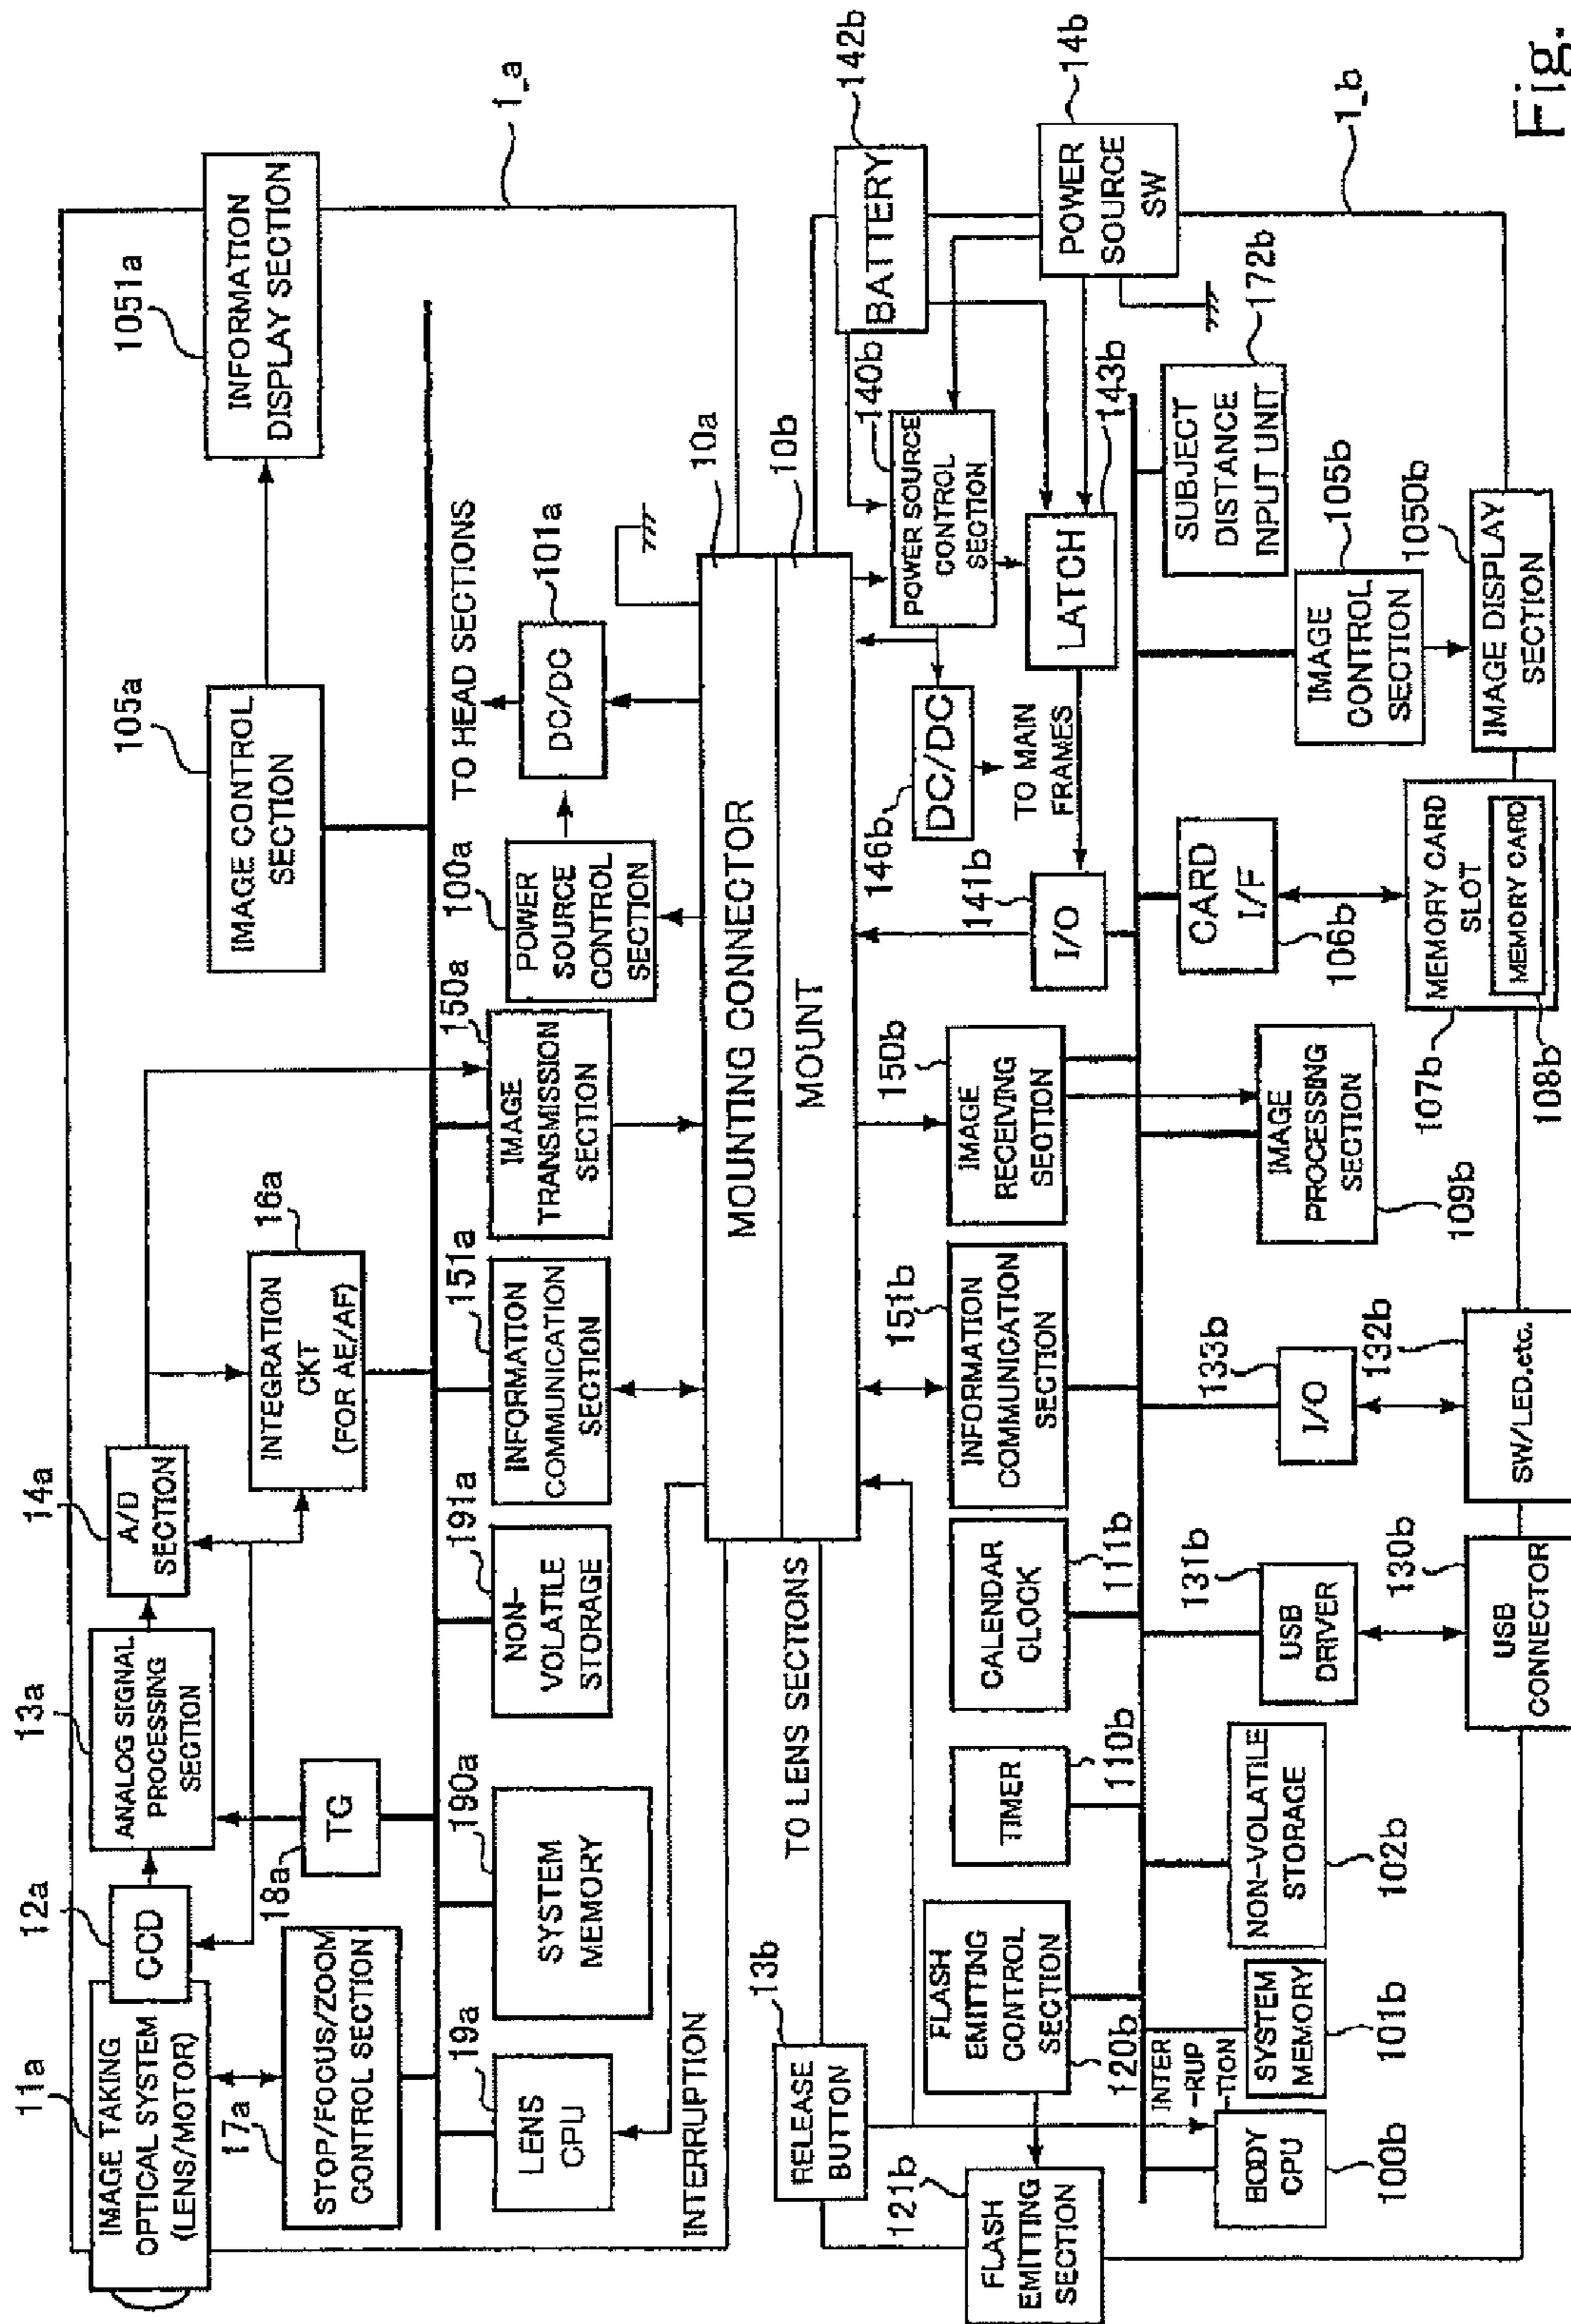 11a
IMAGE TAKING
OPTICAL SYSTEM
(LENS/MOTOR)
12a
CCD
13a
ANALOG SIGNAL
PROCESSING
SECTION
14a
A/D
SECTION
16a
INTEGRATION
CKT
(FOR AE/AF)
105a
IMAGE CONTROL
SECTION
1051a
INFORMATION
DISPLAY SECTION
1_a
17a
STOP/FOCUS/ZOOM
CONTROL SECTION
18a
TG
19a
LENS
CPU
190a
SYSTEM
MEMORY
191a
NON-
VOLATILE
STORAGE
151a
INFORMATION
COMMUNICATION
SECTION
150a
IMAGE
TRANSMISSION
SECTION
100a
POWER
SOURCE
CONTROL
SECTION
TO HEAD SECTIONS
101a
DC/DC
INTERRUPTION
10a
MOUNTING CONNECTOR
10b
MOUNT
TO LENS SECTIONS
13b
RELEASE
BUTTON
121b
FLASH
EMITTING
SECTION
FLASH
EMITTING
CONTROL
SECTION
120b
TIMER
110b
CALENDAR
CLOCK
111b
151b
INFORMATION
COMMUNICATION
SECTION
150b
IMAGE
RECEIVING
SECTION
141b
I/O
146b
DC/DC
TO MAIN
FRAMES
140b
POWER SOURCE
CONTROL
SECTION
LATCH
143b
BATTERY
142b
POWER
SOURCE
SW
14b
INTER
-RUP
-TION
BODY
CPU
100b
SYSTEM
MEMORY
101b
NON-VOLATILE
STORAGE
102b
131b
USB
DRIVER
130b
USB
CONNECTOR
133b
I/O
132b
SW/LED.etc.
IMAGE
PROCESSING
SECTION
109b
CARD
I/F
106b
107b
MEMORY CARD
SLOT
MEMORY CARD
108b
IMAGE
CONTROL
SECTION
105b
1050b
IMAGE DISPLAY
SECTION
SUBJECT
DISTANCE
INPUT UNIT
172b
1_b
Fig.